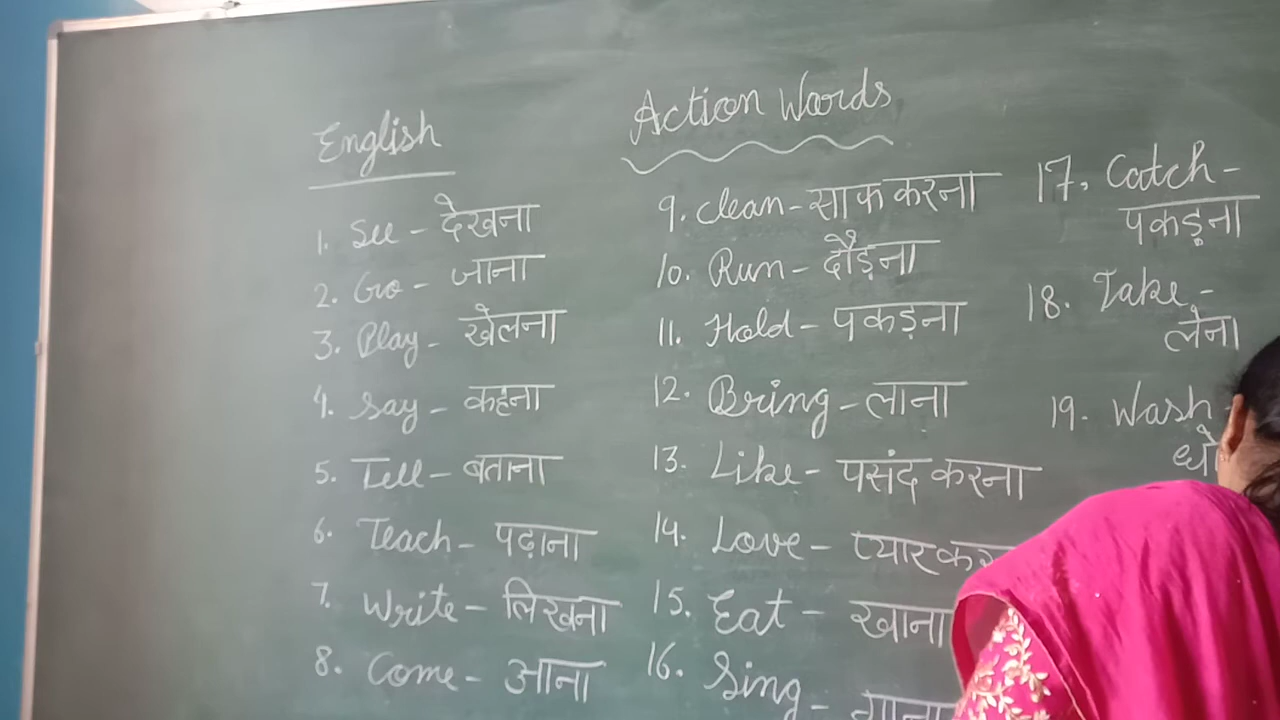 English
Action Words
1. See - देखना
2. Go - जाना
3. Play - खेलना
4. Say - कहना
5. Tell - बताना
6. Teach - पढ़ाना
7. Write - लिखना
8. Come - आना
9. Clean - साफ करना
10. Run - दौड़ना
11. Hold - पकड़ना
12. Bring - लाना
13. Like - पसंद करना
14. Love - प्यार कर
15. Eat - खाना
16. Sing - गाना
17. Catch -
पकड़ना
18. Take -
लेना
19. Wash -
धो